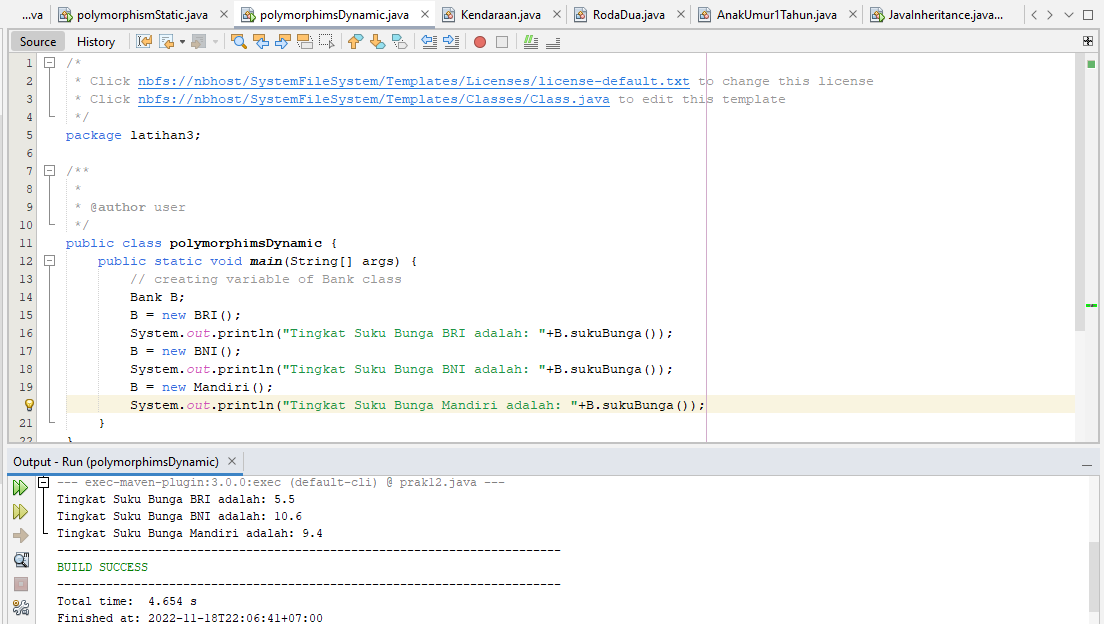 ...va polymorphismStatic.java polymorphimsDynamic.java Kendaraan.java RodaDua.java AnakUmur1Tahun.java JavaInheritance.java...
Source History
1 /*
2 * Click nbfs://nbhost/SystemFileSystem/Templates/Licenses/license-default.txt to change this license
3 * Click nbfs://nbhost/SystemFileSystem/Templates/Classes/Class.java to edit this template
4 */
5 package latihan3;
6
7 /**
8 *
9 * @author user
10 */
11 public class polymorphimsDynamic {
12 public static void main(String[] args) {
13 // creating variable of Bank class
14 Bank B;
15 B = new BRI();
16 System.out.println("Tingkat Suku Bunga BRI adalah: "+B.sukuBunga());
17 B = new BNI();
18 System.out.println("Tingkat Suku Bunga BNI adalah: "+B.sukuBunga());
19 B = new Mandiri();
System.out.println("Tingkat Suku Bunga Mandiri adalah: "+B.sukuBunga());
21 }
22 }
Output - Run (polymorphimsDynamic)
--- exec-maven-plugin:3.0.0:exec (default-cli) @ prak12.java ---
Tingkat Suku Bunga BRI adalah: 5.5
Tingkat Suku Bunga BNI adalah: 10.6
Tingkat Suku Bunga Mandiri adalah: 9.4
------------------------------------------------------------------------
BUILD SUCCESS
------------------------------------------------------------------------
Total time: 4.654 s
Finished at: 2022-11-18T22:06:41+07:00